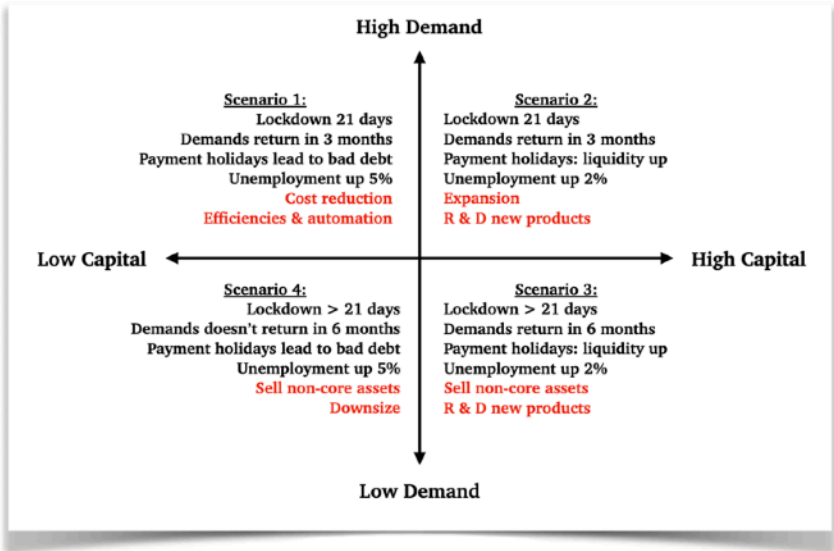 High Demand
Scenario 1:
Lockdown 21 days
Demands return in 3 months
Payment holidays lead to bad debt
Unemployment up 5%
Cost reduction
Efficiencies & automation
Scenario 2:
Lockdown 21 days
Demands return in 3 months
Payment holidays: liquidity up
Unemployment up 2%
Expansion
R & D new products
Low Capital
High Capital
Scenario 4:
Lockdown > 21 days
Demands doesn't return in 6 months
Payment holidays lead to bad debt
Unemployment up 5%
Sell non-core assets
Downsize
Scenario 3:
Lockdown > 21 days
Demands return in 6 months
Payment holidays: liquidity up
Unemployment up 2%
Sell non-core assets
R & D new products
Low Demand